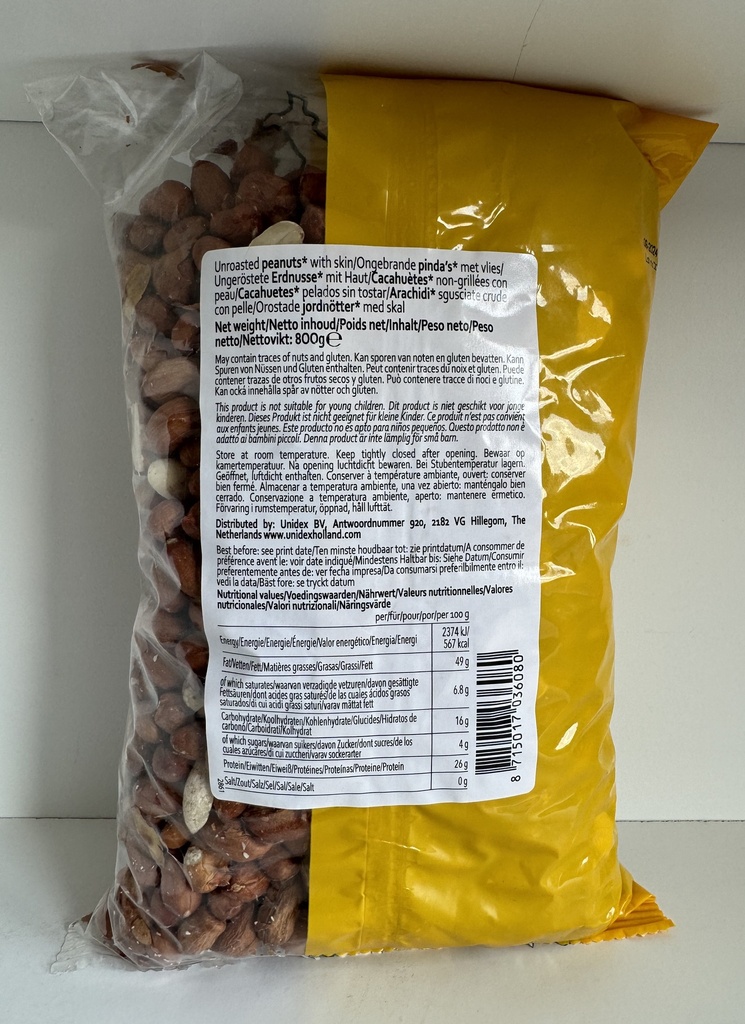 Unroasted peanuts* with skin/Ongebrande pinda's* met vlies/
Ungeröstete Erdnusse* mit Haut/Cacahuètes* non-grillées con
peau/Cacahuetes* pelados sin tostar/Arachidi* sgusciate crude
con pelle/Orostade jordnötter* med skal
Net weight/Netto inhoud/Poids net/Inhalt/Peso neto/Peso
netto/Nettovikt: 800g℮
May contain traces of nuts and gluten. Kan sporen van noten en gluten bevatten. Kann
Spuren von Nüssen und Gluten enthalten. Peut contenir traces du noix et gluten. Puede
contener trazas de otros frutos secos y gluten. Può contenere tracce di noci e glutine.
Kan ockå innehålla spår av nötter och glúten.
This product is not suitable for young children. Dit product is niet geschikt voor jonge
kinderen. Dieses Produkt ist nicht geeignet für kleine Kinder. Ce produit n'est pas convient
aux enfants jeunes. Este producto no es apto para niños pequeños. Questo prodotto non è
adatto ai bambini piccoli. Denna product är inte lämplig för små barn.
Store at room temperature. Keep tightly closed after opening. Bewaar op
kamertemperatuur. Na opening luchtdicht bewaren. Bei Stubentemperatur lagern.
Geöffnet, luftdicht enthalten. Conserver à température ambiente, ouvert: conserver
bien fermé. Almacenar a temperatura ambiente, una vez abierto: manténgalo bien
cerrado. Conservazione a temperatura ambiente, aperto: mantenere ermetico.
Förvaring i rumstemperatur, öppnad, håll lufttät.
Distributed by: Unidex BV, Antwoordnummer 920, 2182 VG Hillegom, The
Netherlands www.unidexholland.com
Best before: see print date/Ten minste houdbaar tot: zie printdatum/A consommer de
préférence avent le: voir date indiqué/Mindestens Haltbar bis: Siehe Datum/Consumir
preferentemente antes de: ver fecha impresa/Da consumarsi preferilbilmente entro il:
vedi la data/Bäst fore: se tryckt datum
Nutritional values/Voedingswaarden/Nährwert/Valeurs nutritionnelles/Valores
nutricionales/Valori nutrizionali/Näringsvärde
per/für/pour/por/per 100 g
Energy/Energie/Energie/Énergie/Valor energético/Energia/Energi 2374 kJ/
567 kcal
Fat/Vetten/Fett/Matières grasses/Grasas/Grassi/Fett 49 g
of which saturates/waarvan verzadigde vetzuren/davon gesättigte
Fettsäuren/dont acides gras saturés/de las cuales ácidos grasos
saturados/di cui acidi grassi saturi/varav mättat fett 6.8 g
Carbohydrate/Koolhydraten/Kohlenhydrate/Glucides/Hidratos de
carbono/Carboidrati/Kolhydrat 16 g
of which sugars/waarvan suikers/davon Zucker/dont sucres/de los
cuales azúcares/di cui zuccheri/varav sockerarter 4 g
Protein/Eiwitten/Eiweiß/Protéines/Proteínas/Proteine/Protein 26 g
Salt/Zout/Salz/Sel/Sal/Sale/Salt 0 g
2861
8 715017 036080